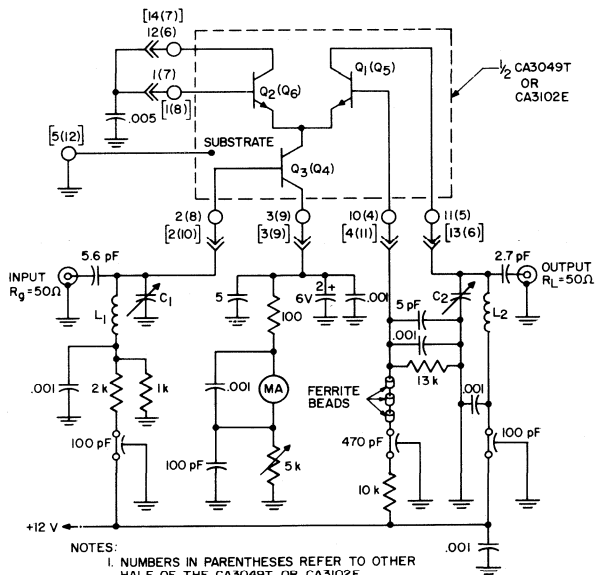 [14(7)]
12(6)
1(7)
[1(8)]
.005
[5(12)]
SUBSTRATE
Q2(Q6)
Q1(Q5)
Q3(Q4)
1/2 CA3049T
OR
CA3102E
2(8)
[2(10)]
3(9)
[3(9)]
10(4)
[4(11)]
11(5)
[13(6)]
INPUT
Rg=50Ω
5.6 pF
C1
L1
.001
2k
1k
100 pF
5
100
2+
6V
.001
.001
MA
100 pF
5k
5 pF
.001
13k
FERRITE
BEADS
470 pF
10k
C2
2.7 pF
OUTPUT
RL=50Ω
L2
.001
100 pF
.001
+12 V
NOTES:
1. NUMBERS IN PARENTHESES REFER TO OTHER
HALF OF THE CA3049T OR CA3102E